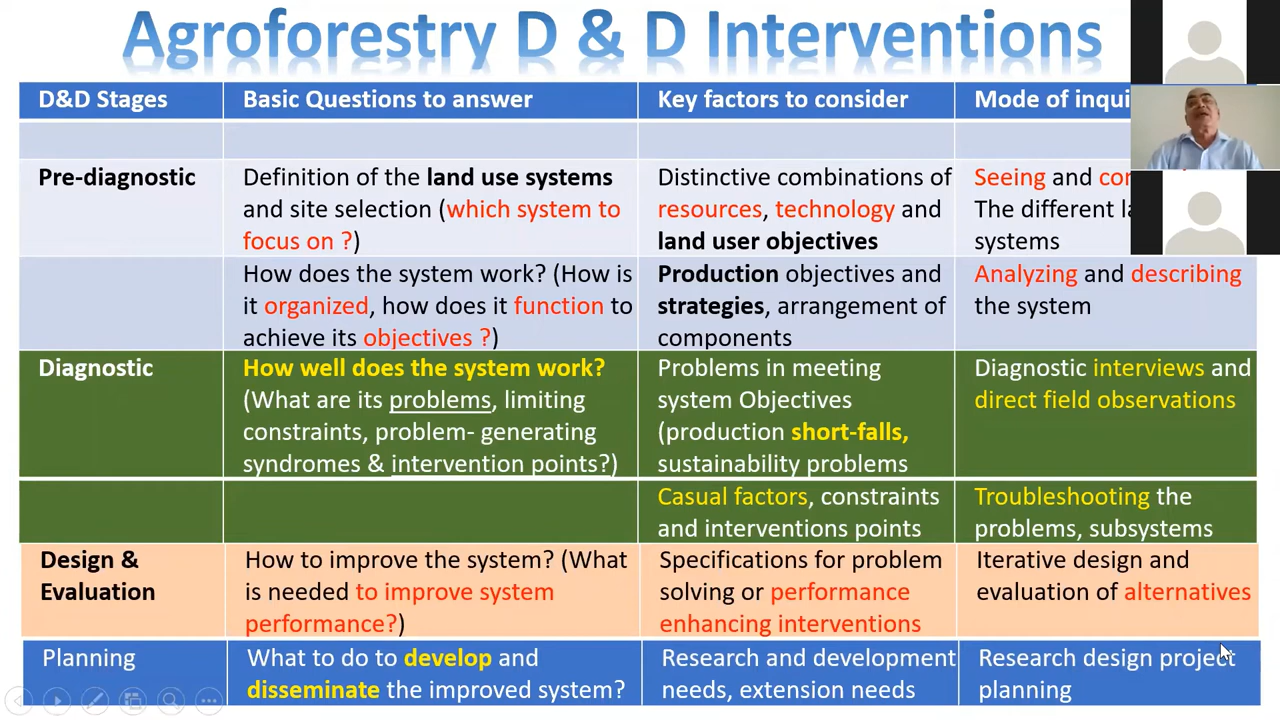 Agroforestry D & D Interventions
D&D Stages
Basic Questions to answer
Key factors to consider
Mode of
Pre-diagnostic
Definition of the land use systems
and site selection (which system to
focus on ?)
Distinctive combinations of
resources, technology and
land user objectives
Seeing and
The different
systems
How does the system work? (How is
it organized, how does it function to
achieve its objectives ?)
Production objectives and
strategies, arrangement of
components
Analyzing and describing
the system
Diagnostic
How well does the system work?
(What are its problems, limiting
constraints, problem- generating
syndromes & intervention points?)
Problems in meeting
system Objectives
(production short-falls,
sustainability problems
Diagnostic interviews and
direct field observations
Casual factors, constraints
and interventions points
Troubleshooting the
problems, subsystems
Design &
Evaluation
How to improve the system? (What
is needed to improve system
performance?)
Specifications for problem
solving or performance
enhancing interventions
Iterative design and
evaluation of alternatives
Planning
What to do to develop and
disseminate the improved system?
Research and development
needs, extension needs
Research design project
planning